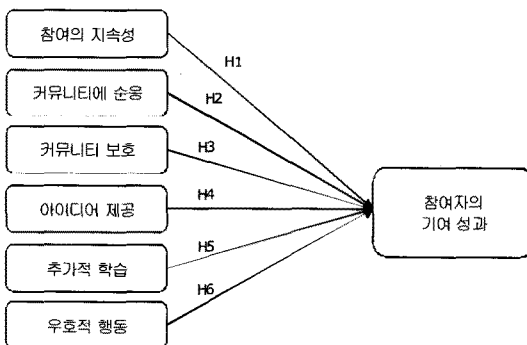 참여의 지속성
H1
커뮤니티에 순응
H2
커뮤니티 보호
H3
참여자의
기여 성과
아이디어 제공
H4
추가적 학습
H5
우호적 행동
H6